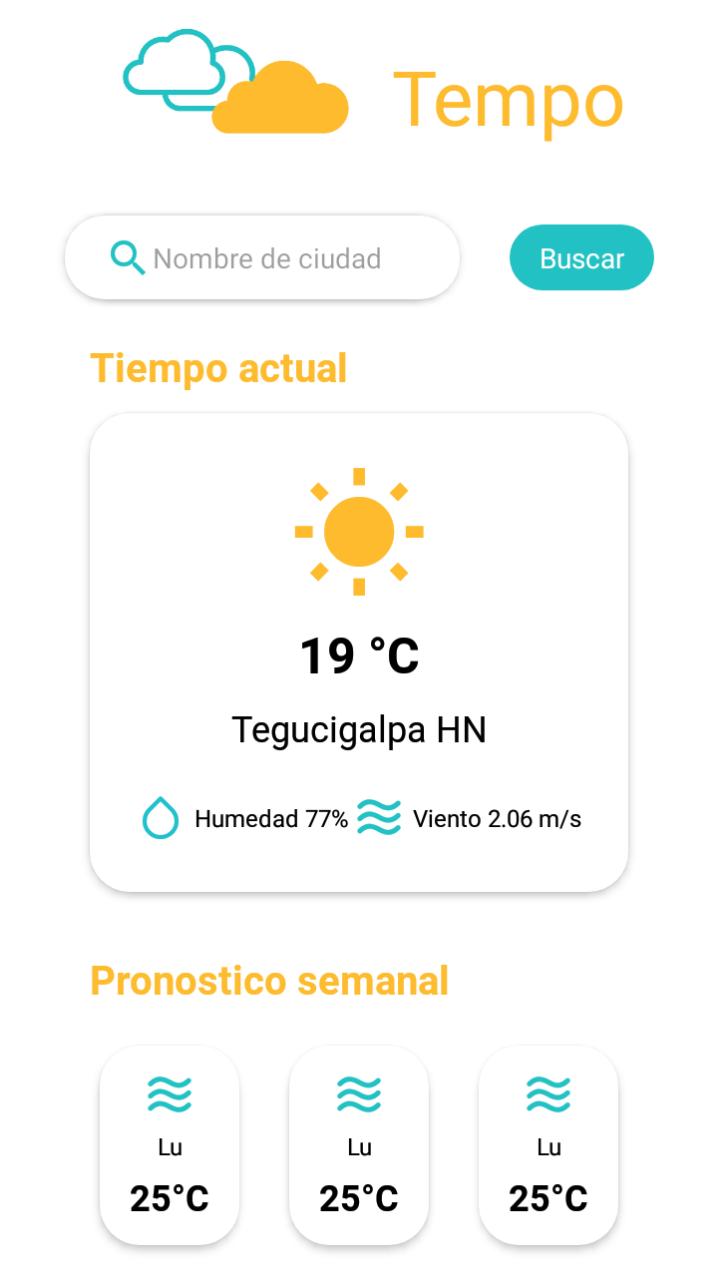 Tempo
Nombre de ciudad
Buscar
Tiempo actual
19 °C
Tegucigalpa HN
Humedad 77% Viento 2.06 m/s
Pronostico semanal
Lu Lu Lu
25°C 25°C 25°C